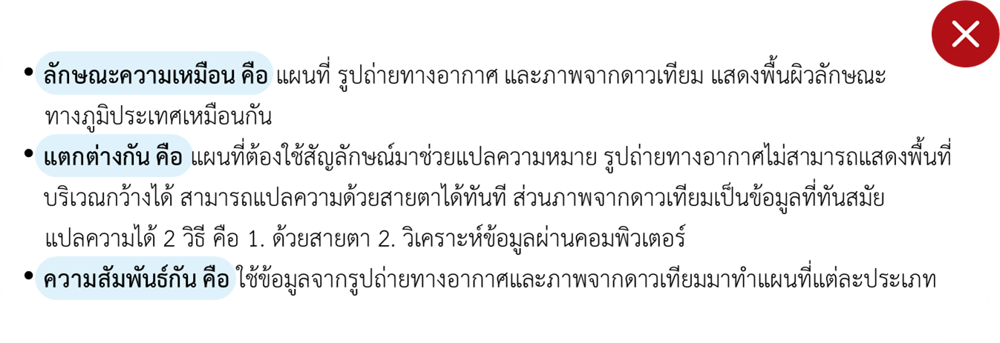 • ลักษณะความเหมือน คือ แผนที่ รูปถ่ายทางอากาศ และภาพจากดาวเทียม แสดงพื้นผิวลักษณะ
ทางภูมิประเทศเหมือนกัน
• แตกต่างกัน คือ แผนที่ต้องใช้สัญลักษณ์มาช่วยแปลความหมาย รูปถ่ายทางอากาศไม่สามารถแสดงพื้นที่
บริเวณกว้างได้ สามารถแปลความด้วยสายตาได้ทันที ส่วนภาพจากดาวเทียมเป็นข้อมูลที่ทันสมัย
แปลความได้ 2 วิธี คือ 1. ด้วยสายตา 2. วิเคราะห์ข้อมูลผ่านคอมพิวเตอร์
• ความสัมพันธ์กัน คือ ใช้ข้อมูลจากรูปถ่ายทางอากาศและภาพจากดาวเทียมมาทำแผนที่แต่ละประเภท